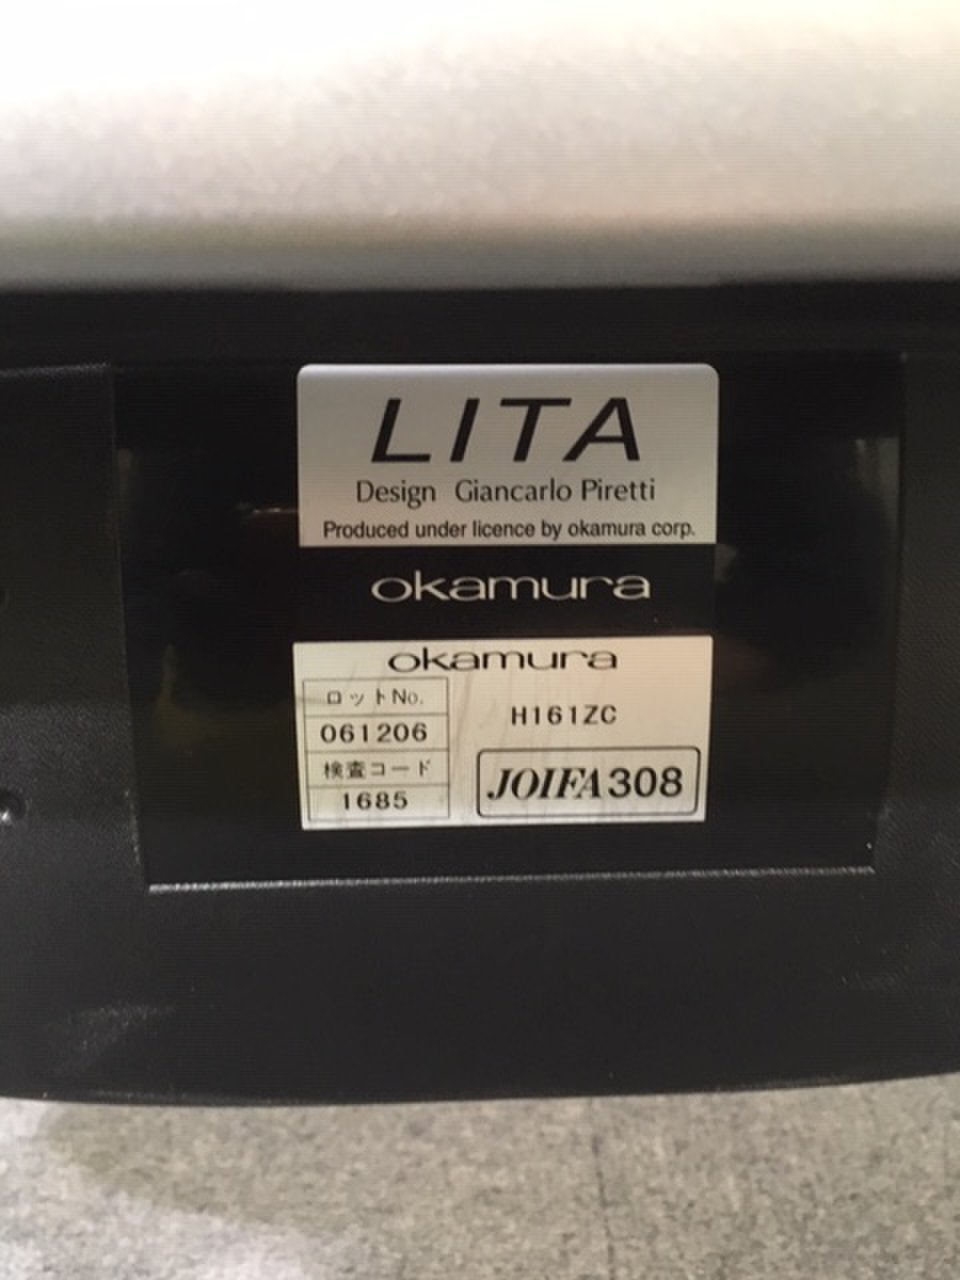 LITA
Design Giancarlo Piretti
Produced under licence by okamura corp.
okamura
okamura
ロットNo.
061206
検査コード
1685
H161ZC
JOIFA308